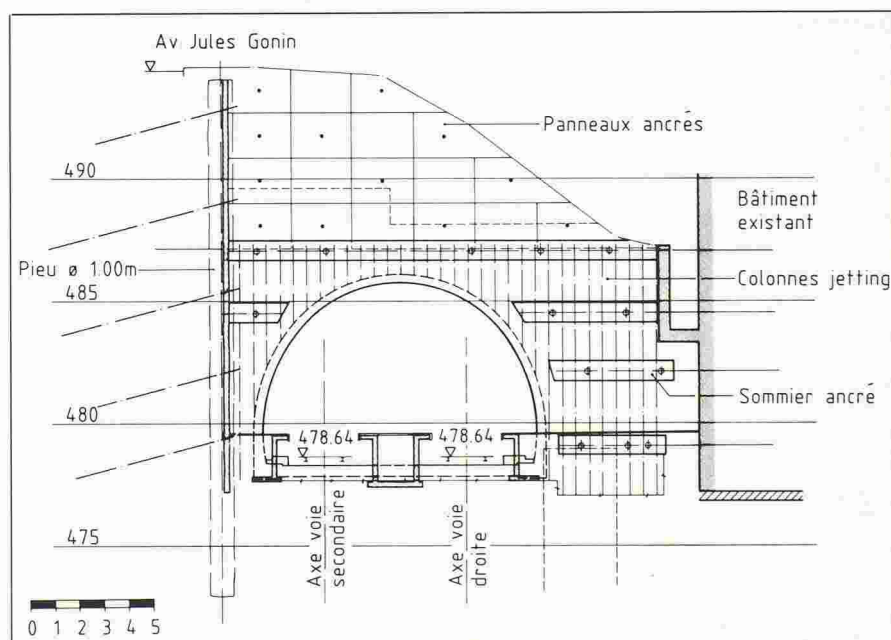 Av Jules Gonin
Panneaux ancrés
490
Bâtiment
existant
Pieu ø 1.00m
Colonnes jetting
485
Sommier ancré
480
478.64
478.64
475
Axe voie
secondaire
Axe voie
droite
0 1 2 3 4 5